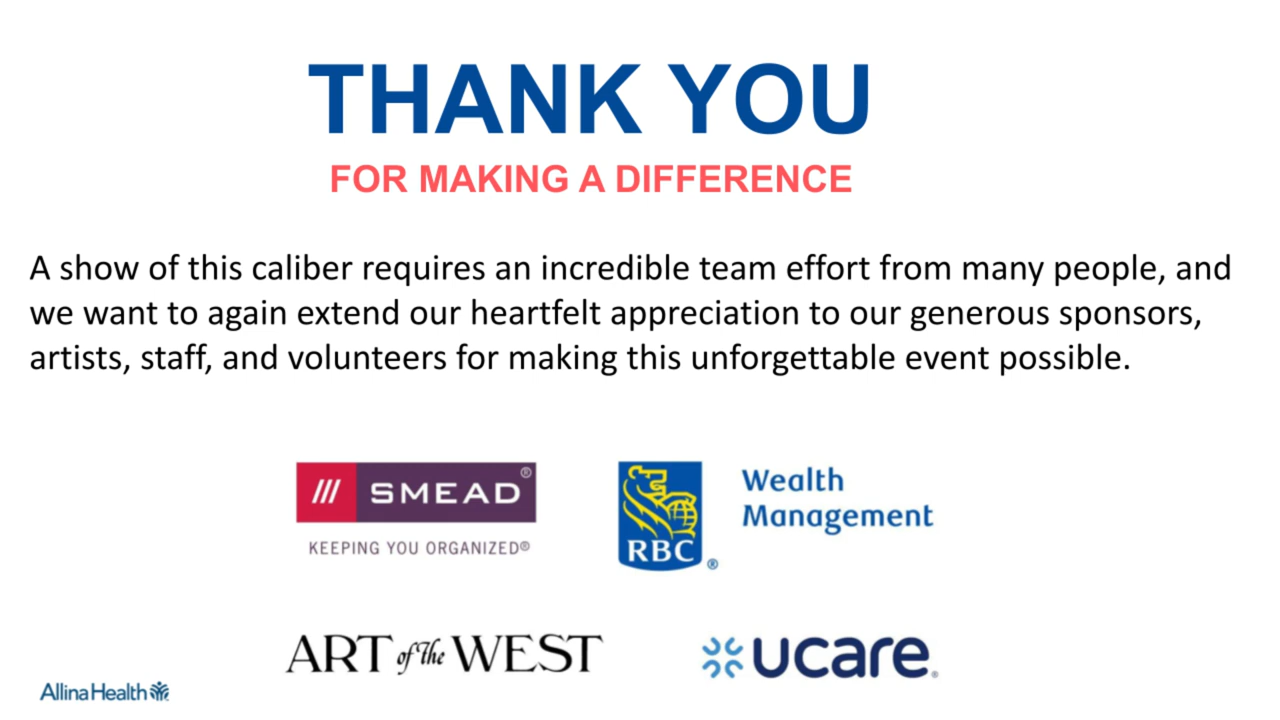 THANK YOU
FOR MAKING A DIFFERENCE
A show of this caliber requires an incredible team effort from many people, and
we want to again extend our heartfelt appreciation to our generous sponsors,
artists, staff, and volunteers for making this unforgettable event possible.
SMEAD®
KEEPING YOU ORGANIZED®
RBC®
Wealth
Management
ART of the WEST
ucare®
Allina Health